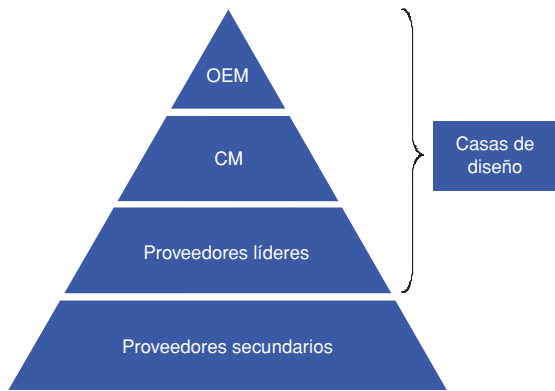 OEM
CM
Casas de
diseño
Proveedores líderes
Proveedores secundarios